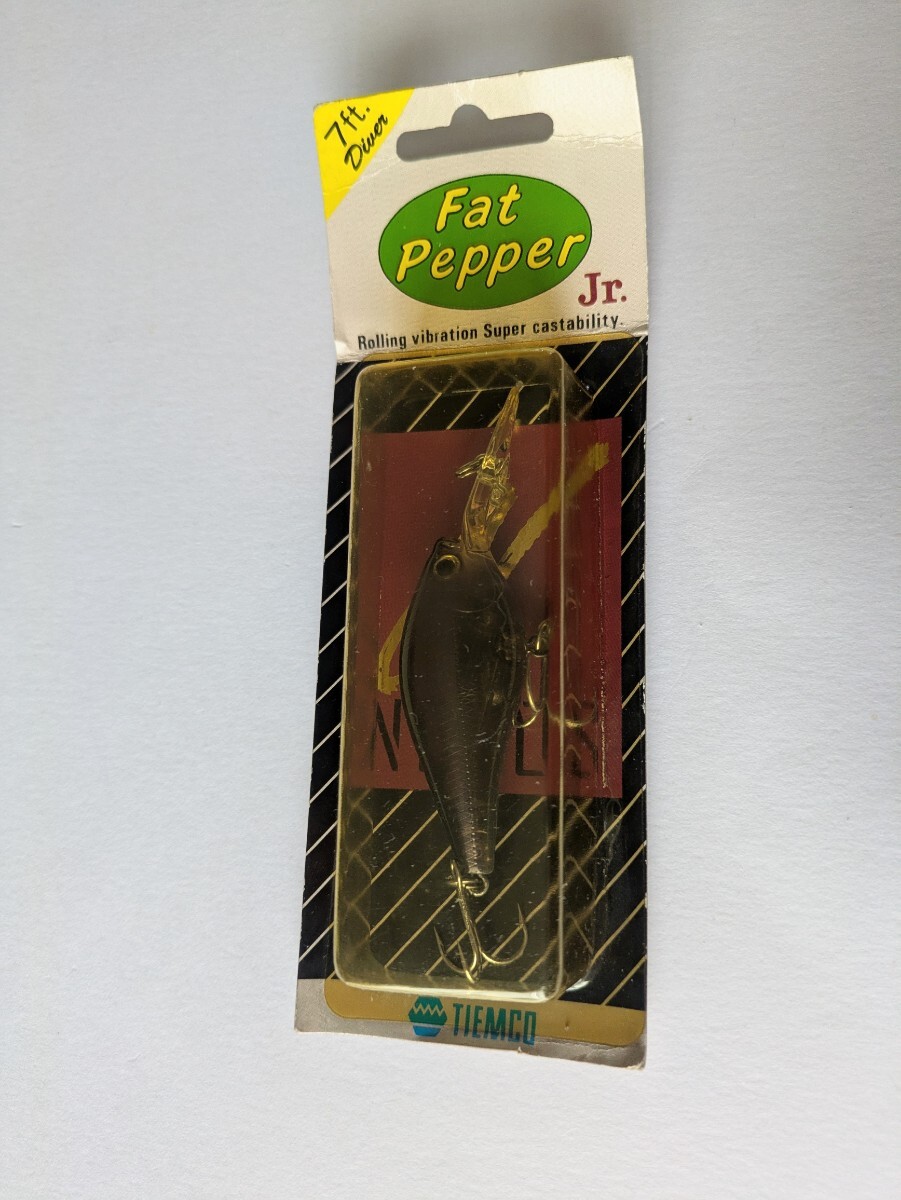 7ft.
Diver
Fat
Pepper
Jr.
Rolling vibration Super castability.
TIEMCO